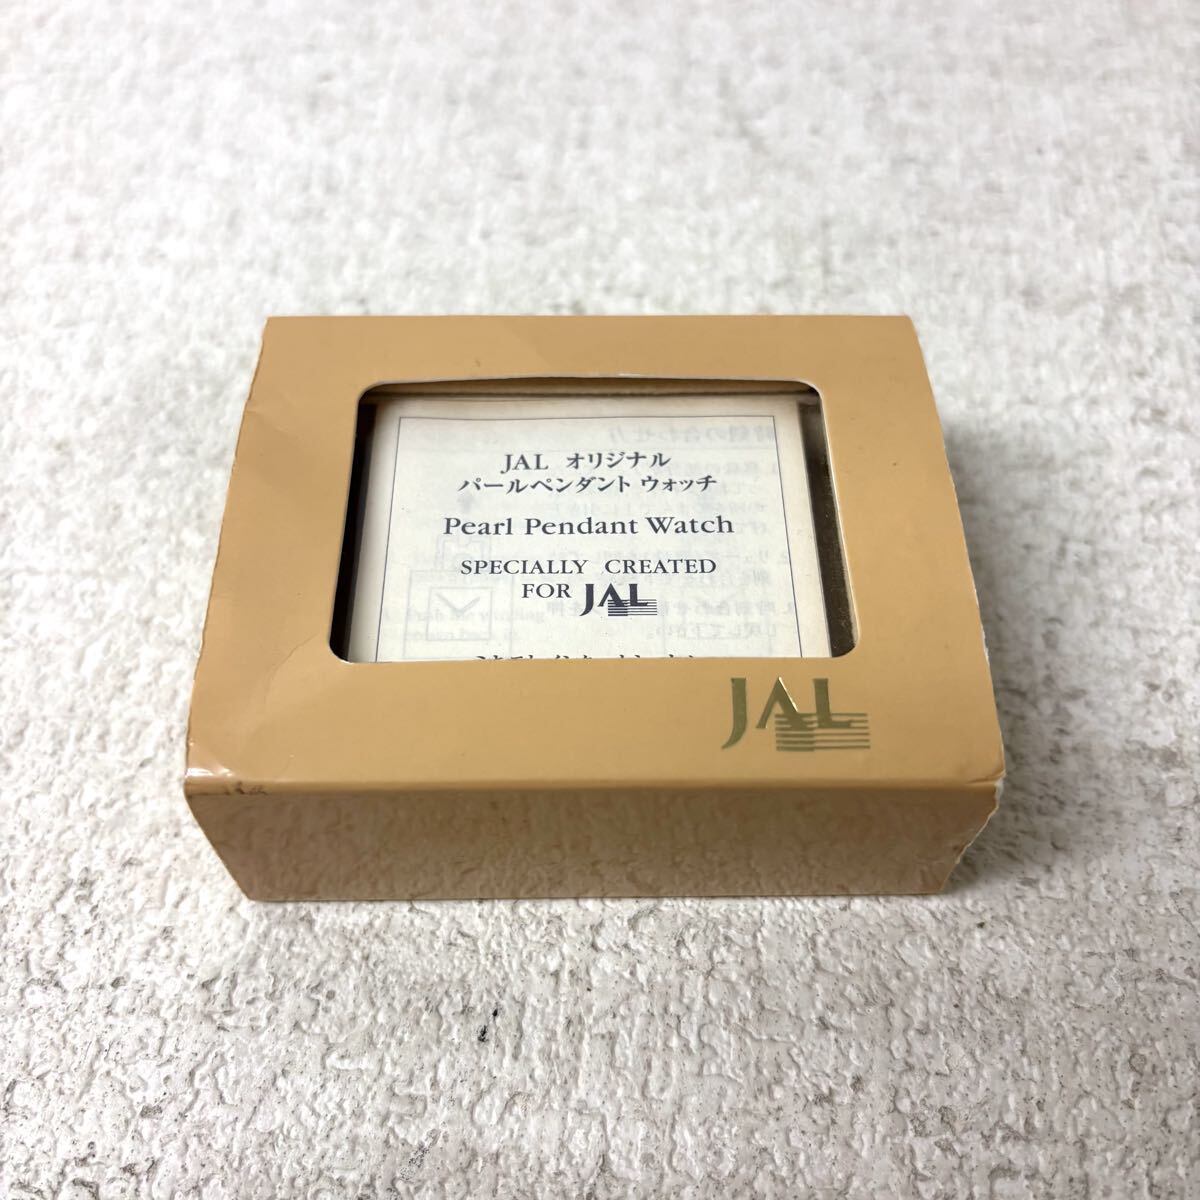 JAL オリジナル
パールペンダント ウォッチ
Pearl Pendant Watch
SPECIALLY CREATED
FOR JAL
JAL